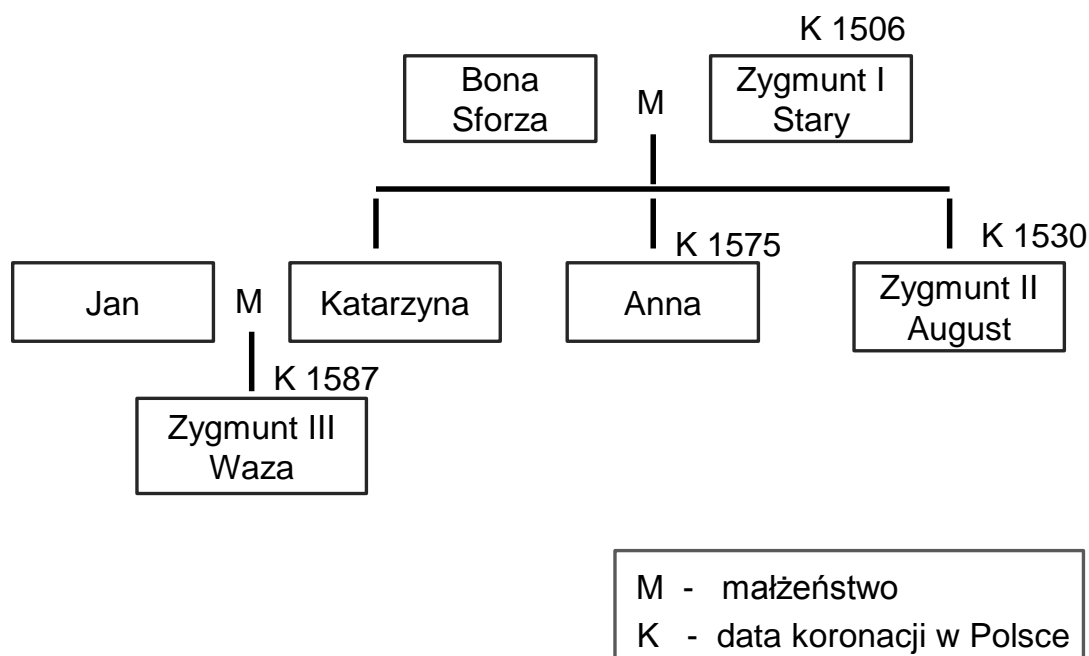 K 1506
Bona
Sforza
M
Zygmunt I
Stary
K 1575
K 1530
Jan
M
Katarzyna
Anna
Zygmunt II
August
K 1587
Zygmunt III
Waza
M - małżeństwo
K - data koronacji w Polsce